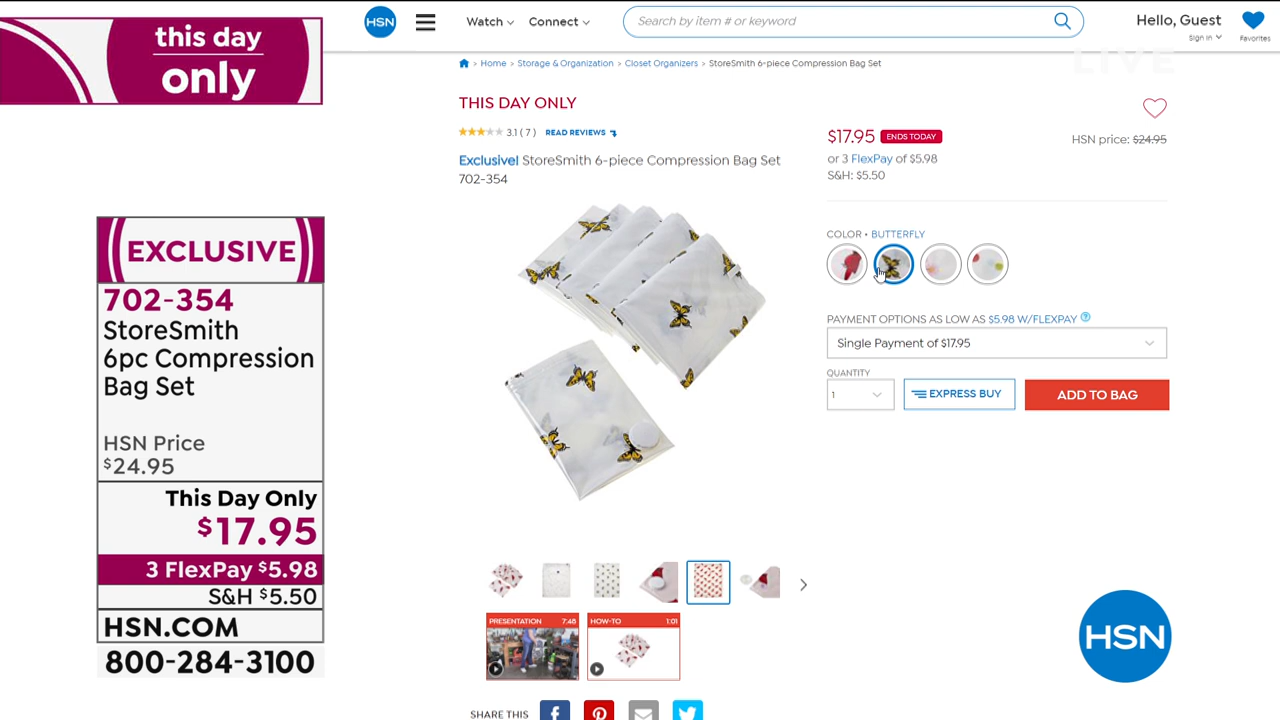 this day
only
EXCLUSIVE
702-354
StoreSmith
6pc Compression
Bag Set
HSN Price
$24.95
This Day Only
$17.95
3 FlexPay $5.98
S&H $5.50
HSN.COM
800-284-3100
HSN
Watch
Connect
Search by item # or keyword
Hello, Guest
Sign In
Favorites
LIVE
> Home > Storage & Organization > Closet Organizers > StoreSmith 6-piece Compression Bag Set
THIS DAY ONLY
3.1 ( 7 ) READ REVIEWS
Exclusive! StoreSmith 6-piece Compression Bag Set
702-354
$17.95 ENDS TODAY
HSN price: $24.95
or 3 FlexPay of $5.98
S&H: $5.50
COLOR • BUTTERFLY
PAYMENT OPTIONS AS LOW AS $5.98 W/FLEXPAY ?
Single Payment of $17.95
QUANTITY
1
EXPRESS BUY
ADD TO BAG
PRESENTATION 7:48
HOW-TO 1:01
SHARE THIS
HSN